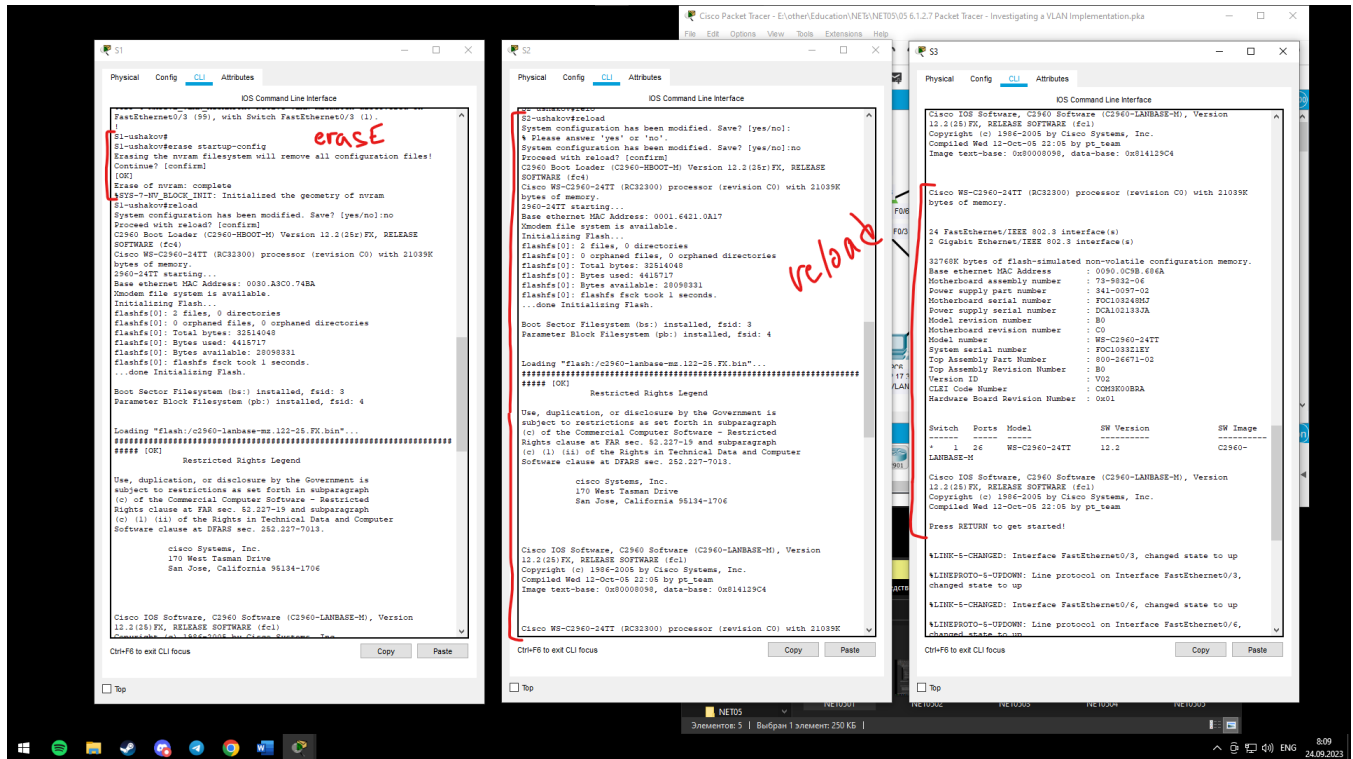 Cisco Packet Tracer - E:\other\Education\NETs\NET05\05 6.1.2.7 Packet Tracer - Investigating a VLAN Implementation.pka
File Edit Options View Tools Extensions Help
S1
Physical Config CLI Attributes
IOS Command Line Interface
FastEthernet0/3 (99), with Switch FastEthernet0/3 (1).
!
S1-ushakov#
S1-ushakov#erase startup-config
Erasing the nvram filesystem will remove all configuration files!
Continue? [confirm]
[OK]
Erase of nvram: complete
%SYS-7-NV_BLOCK_INIT: Initialized the geometry of nvram
S1-ushakov#reload
System configuration has been modified. Save? [yes/no]:no
Proceed with reload? [confirm]
C2960 Boot Loader (C2960-HBOOT-M) Version 12.2(25r)FX, RELEASE
SOFTWARE (fc4)
Cisco WS-C2960-24TT (RC32300) processor (revision C0) with 21039K
bytes of memory.
2960-24TT starting...
Base ethernet MAC Address: 0030.A3C0.74BA
Xmodem file system is available.
Initializing Flash...
flashfs[0]: 2 files, 0 directories
flashfs[0]: 0 orphaned files, 0 orphaned directories
flashfs[0]: Total bytes: 32514048
flashfs[0]: Bytes used: 4415717
flashfs[0]: Bytes available: 28098331
flashfs[0]: flashfs fsck took 1 seconds.
...done Initializing Flash.
Boot Sector Filesystem (bs:) installed, fsid: 3
Parameter Block Filesystem (pb:) installed, fsid: 4
Loading "flash:/c2960-lanbase-mz.122-25.FX.bin"...
##########################################################################
##### [OK]
Restricted Rights Legend
Use, duplication, or disclosure by the Government is
subject to restrictions as set forth in subparagraph
(c) of the Commercial Computer Software - Restricted
Rights clause at FAR sec. 52.227-19 and subparagraph
(c) (1) (ii) of the Rights in Technical Data and Computer
Software clause at DFARS sec. 252.227-7013.
cisco Systems, Inc.
170 West Tasman Drive
San Jose, California 95134-1706
Cisco IOS Software, C2960 Software (C2960-LANBASE-M), Version
12.2(25)FX, RELEASE SOFTWARE (fc1)
Ctrl+F6 to exit CLI focus
Copy Paste
Top
erasE
S2
Physical Config CLI Attributes
IOS Command Line Interface
S2-ushakov#relo
S2-ushakov#reload
System configuration has been modified. Save? [yes/no]:
% Please answer 'yes' or 'no'.
System configuration has been modified. Save? [yes/no]:no
Proceed with reload? [confirm]
C2960 Boot Loader (C2960-HBOOT-M) Version 12.2(25r)FX, RELEASE
SOFTWARE (fc4)
Cisco WS-C2960-24TT (RC32300) processor (revision C0) with 21039K
bytes of memory.
2960-24TT starting...
Base ethernet MAC Address: 0001.6421.0A17
Xmodem file system is available.
Initializing Flash...
flashfs[0]: 2 files, 0 directories
flashfs[0]: 0 orphaned files, 0 orphaned directories
flashfs[0]: Total bytes: 32514048
flashfs[0]: Bytes used: 4415717
flashfs[0]: Bytes available: 28098331
flashfs[0]: flashfs fsck took 1 seconds.
...done Initializing Flash.
Boot Sector Filesystem (bs:) installed, fsid: 3
Parameter Block Filesystem (pb:) installed, fsid: 4
Loading "flash:/c2960-lanbase-mz.122-25.FX.bin"...
##########################################################################
##### [OK]
Restricted Rights Legend
Use, duplication, or disclosure by the Government is
subject to restrictions as set forth in subparagraph
(c) of the Commercial Computer Software - Restricted
Rights clause at FAR sec. 52.227-19 and subparagraph
(c) (1) (ii) of the Rights in Technical Data and Computer
Software clause at DFARS sec. 252.227-7013.
cisco Systems, Inc.
170 West Tasman Drive
San Jose, California 95134-1706
Cisco IOS Software, C2960 Software (C2960-LANBASE-M), Version
12.2(25)FX, RELEASE SOFTWARE (fc1)
Copyright (c) 1986-2005 by Cisco Systems, Inc.
Compiled Wed 12-Oct-05 22:05 by pt_team
Image text-base: 0x80008098, data-base: 0x814129C4
Cisco WS-C2960-24TT (RC32300) processor (revision C0) with 21039K
Ctrl+F6 to exit CLI focus
Copy Paste
Top
reload
F0/6
F0/3
S3
Physical Config CLI Attributes
IOS Command Line Interface
Cisco IOS Software, C2960 Software (C2960-LANBASE-M), Version
12.2(25)FX, RELEASE SOFTWARE (fc1)
Copyright (c) 1986-2005 by Cisco Systems, Inc.
Compiled Wed 12-Oct-05 22:05 by pt_team
Image text-base: 0x80008098, data-base: 0x814129C4
Cisco WS-C2960-24TT (RC32300) processor (revision C0) with 21039K
bytes of memory.
24 FastEthernet/IEEE 802.3 interface(s)
2 Gigabit Ethernet/IEEE 802.3 interface(s)
32768K bytes of flash-simulated non-volatile configuration memory.
Base ethernet MAC Address : 0090.0C9B.686A
Motherboard assembly number : 73-9832-06
Power supply part number : 341-0097-02
Motherboard serial number : FOC103248MJ
Power supply serial number : DCA102133JA
Model revision number : B0
Motherboard revision number : C0
Model number : WS-C2960-24TT
System serial number : FOC1033Z1EY
Top Assembly Part Number : 800-26671-02
Top Assembly Revision Number : B0
Version ID : V02
CLEI Code Number : COM3K00BRA
Hardware Board Revision Number : 0x01
Switch Ports Model SW Version SW Image
------ ----- ----- ---------- ----------
* 1 26 WS-C2960-24TT 12.2 C2960-
LANBASE-M
Cisco IOS Software, C2960 Software (C2960-LANBASE-M), Version
12.2(25)FX, RELEASE SOFTWARE (fc1)
Copyright (c) 1986-2005 by Cisco Systems, Inc.
Compiled Wed 12-Oct-05 22:05 by pt_team
Press RETURN to get started!
%LINK-5-CHANGED: Interface FastEthernet0/3, changed state to up
%LINEPROTO-5-UPDOWN: Line protocol on Interface FastEthernet0/3,
changed state to up
%LINK-5-CHANGED: Interface FastEthernet0/6, changed state to up
%LINEPROTO-5-UPDOWN: Line protocol on Interface FastEthernet0/6,
changed state to up
Ctrl+F6 to exit CLI focus
Copy Paste
Top
NET05
NET0501 NET0502 NET0503 NET0504 NET0505
Элементов: 5 | Выбран 1 элемент: 250 КБ |
ENG
8:09
24.09.2023